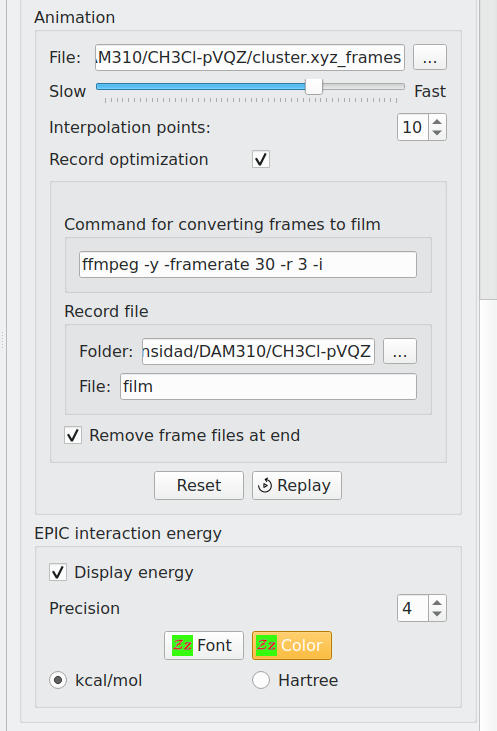 Animation
File: AM310/CH3Cl-pVQZ/cluster.xyz_frames ...
Slow Fast
Interpolation points: 10
Record optimization
Command for converting frames to film
ffmpeg -y -framerate 30 -r 3 -i
Record file
Folder: nsidad/DAM310/CH3Cl-pVQZ ...
File: film
Remove frame files at end
Reset Replay
EPIC interaction energy
Display energy
Precision 4
Zz Font Zz Color
kcal/mol Hartree